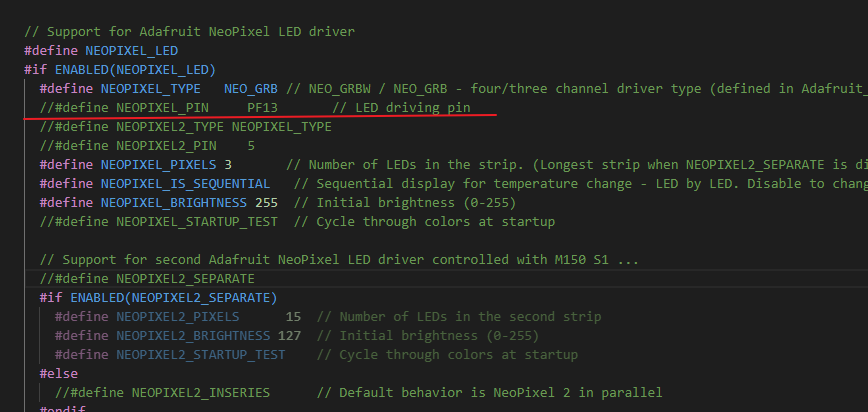 // Support for Adafruit NeoPixel LED driver
#define NEOPIXEL_LED
#if ENABLED(NEOPIXEL_LED)
#define NEOPIXEL_TYPE NEO_GRB // NEO_GRBW / NEO_GRB - four/three channel driver type (defined in Adafruit_
//#define NEOPIXEL_PIN PF13 // LED driving pin
//#define NEOPIXEL2_TYPE NEOPIXEL_TYPE
//#define NEOPIXEL2_PIN 5
#define NEOPIXEL_PIXELS 3 // Number of LEDs in the strip. (Longest strip when NEOPIXEL2_SEPARATE is di
#define NEOPIXEL_IS_SEQUENTIAL // Sequential display for temperature change - LED by LED. Disable to chang
#define NEOPIXEL_BRIGHTNESS 255 // Initial brightness (0-255)
//#define NEOPIXEL_STARTUP_TEST // Cycle through colors at startup
// Support for second Adafruit NeoPixel LED driver controlled with M150 S1 ...
//#define NEOPIXEL2_SEPARATE
#if ENABLED(NEOPIXEL2_SEPARATE)
#define NEOPIXEL2_PIXELS 15 // Number of LEDs in the second strip
#define NEOPIXEL2_BRIGHTNESS 127 // Initial brightness (0-255)
#define NEOPIXEL2_STARTUP_TEST // Cycle through colors at startup
#else
//#define NEOPIXEL2_INSERIES // Default behavior is NeoPixel 2 in parallel
#endif